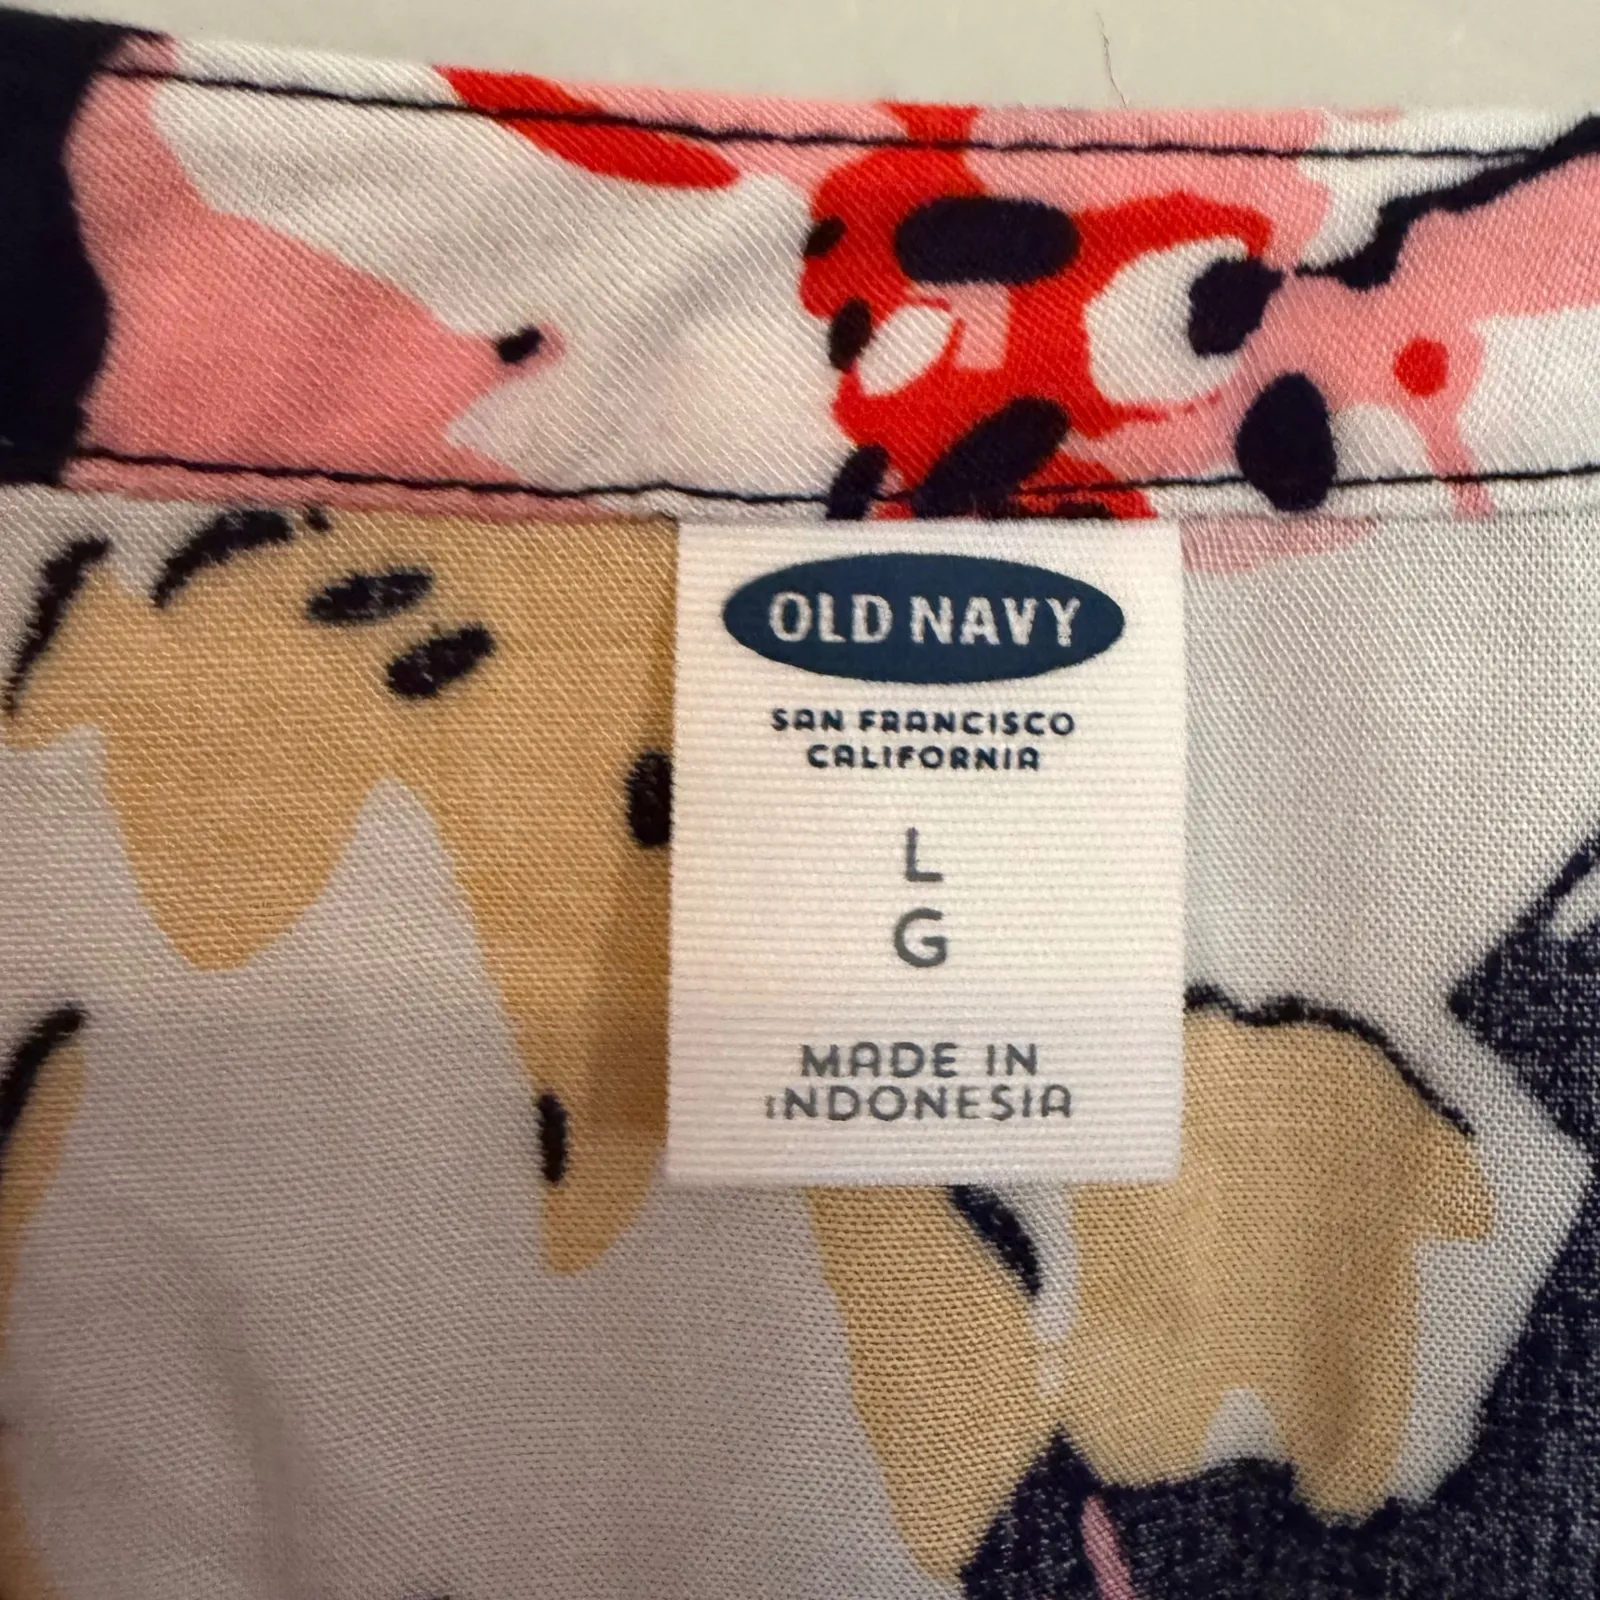 OLD NAVY
SAN FRANCISCO
CALIFORNIA
L
G
MADE IN
INDONESIA